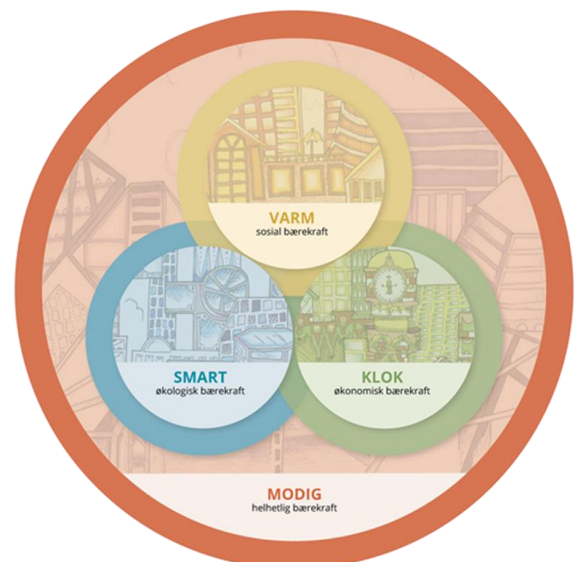 VARM
sosial bærekraft
SMART
økologisk bærekraft
KLOK
økonomisk bærekraft
MODIG
helhetlig bærekraft